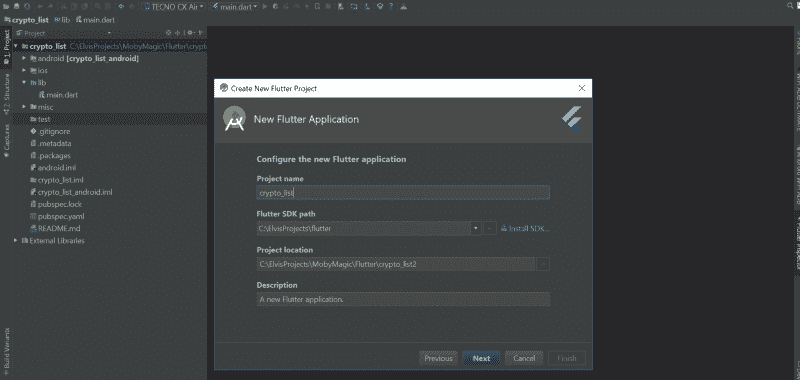 TECNO CX Air
main.dart
crypto_list
lib
main.dart
1: Project
Project
crypto_list C:\ElvisProjects\MobyMagic\Flutter\crypto
android [crypto_list_android]
ios
lib
main.dart
misc
test
.gitignore
.metadata
.packages
android.iml
crypto_list.iml
crypto_list_android.iml
pubspec.lock
pubspec.yaml
README.md
External Libraries
Structure
Captures
Build Variants
Create New Flutter Project
New Flutter Application
Configure the new Flutter application
Project name
crypto_list
Flutter SDK path
C:\ElvisProjects\flutter
Install SDK...
Project location
C:\ElvisProjects\MobyMagic\Flutter\crypto_list2
Description
A new Flutter application.
Previous
Next
Cancel
Finish